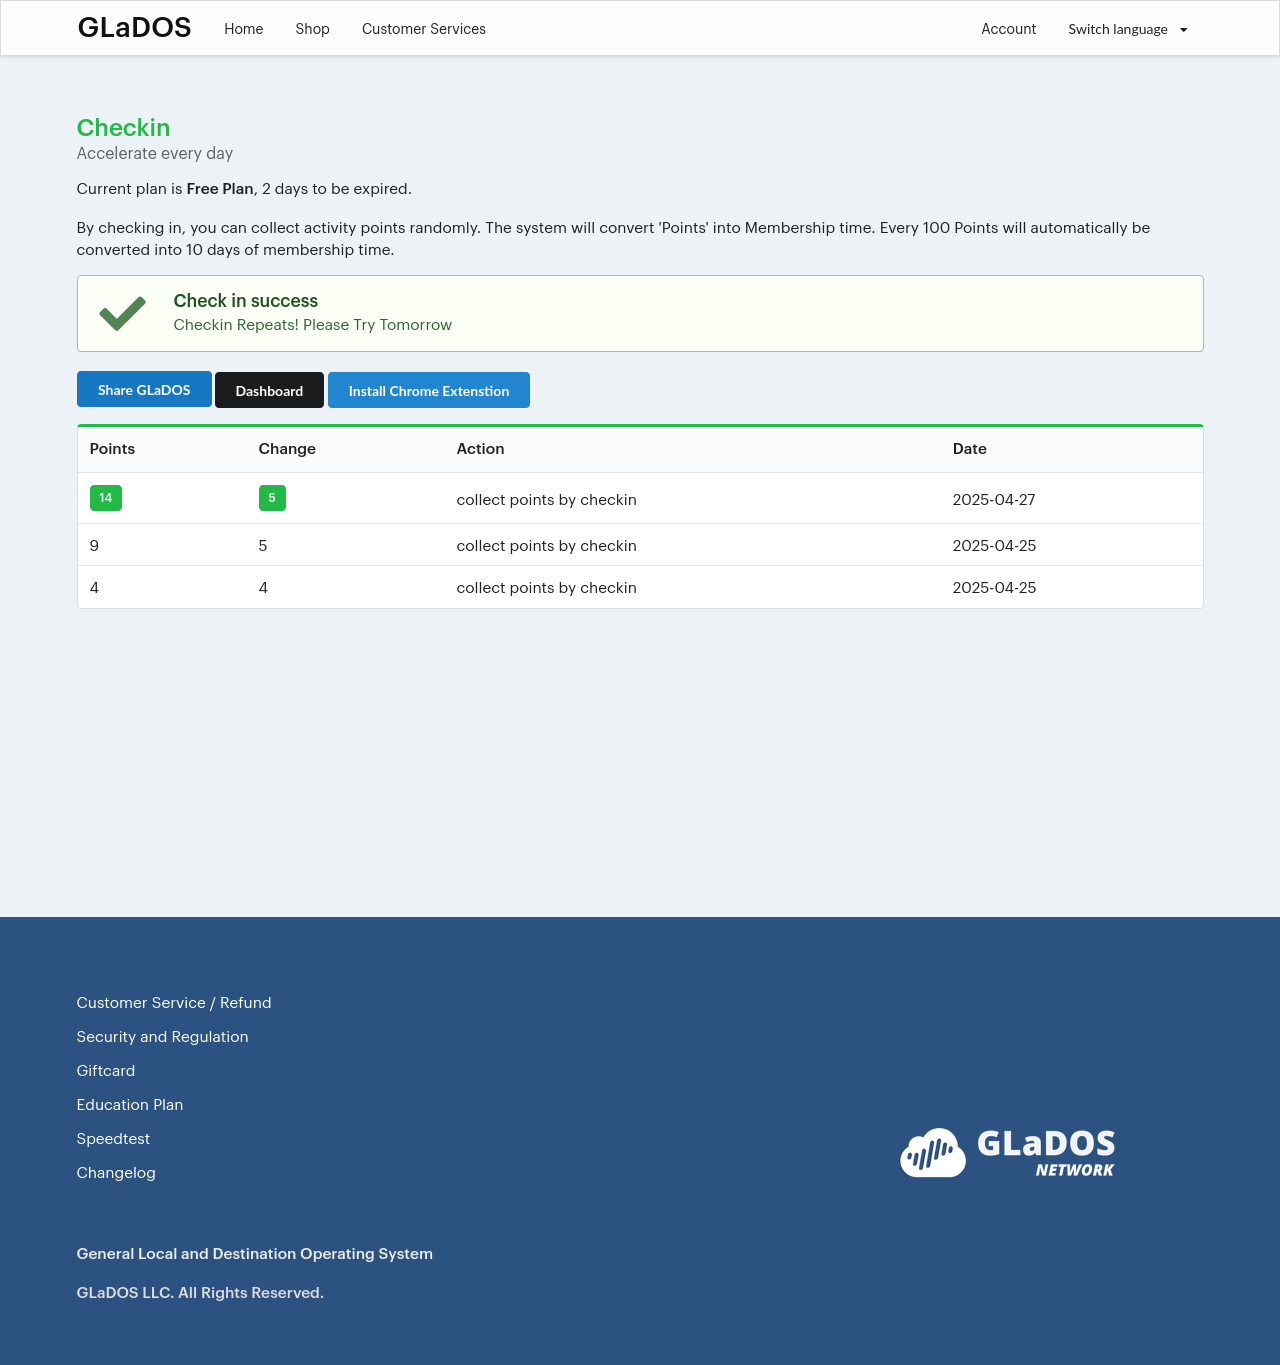 GLaDOS Home Shop Customer Services Account Switch language
Checkin
Accelerate every day
Current plan is Free Plan, 2 days to be expired.
By checking in, you can collect activity points randomly. The system will convert 'Points' into Membership time. Every 100 Points will automatically be
converted into 10 days of membership time.
Check in success
Checkin Repeats! Please Try Tomorrow
Share GLaDOS Dashboard Install Chrome Extenstion
Points Change Action Date
14 5 collect points by checkin 2025-04-27
9 5 collect points by checkin 2025-04-25
4 4 collect points by checkin 2025-04-25
Customer Service / Refund
Security and Regulation
Giftcard
Education Plan
Speedtest
Changelog
GLaDOS
NETWORK
General Local and Destination Operating System
GLaDOS LLC. All Rights Reserved.